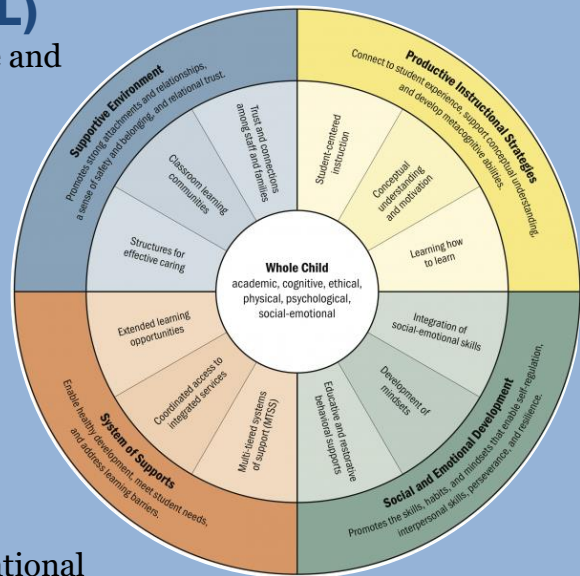 L)
e and
Supportive Environment
Promotes strong attachments and relationships,
a sense of safety and belonging, and relational trust.
Structures for
effective caring
Classroom learning
communities
Trust and connections
among staff and families
Productive Instructional Strategies
Connect to student experience, support conceptual understanding,
and develop metacognitive abilities.
Student-centered
instruction
Conceptual
understanding
and motivation
Learning how
to learn
Whole Child
academic, cognitive, ethical,
physical, psychological,
social-emotional
Integration of
social-emotional skills
Development of
mindsets
Educative and restorative
behavioral supports
Social and Emotional Development
Promotes the skills, habits, and mindsets that enable self-regulation,
interpersonal skills, perseverance, and resilience.
Extended learning
opportunities
Coordinated access to
integrated services
Multi-tiered systems
of support (MTSS)
System of Supports
Enable healthy development, meet student needs,
and address learning barriers.
ational